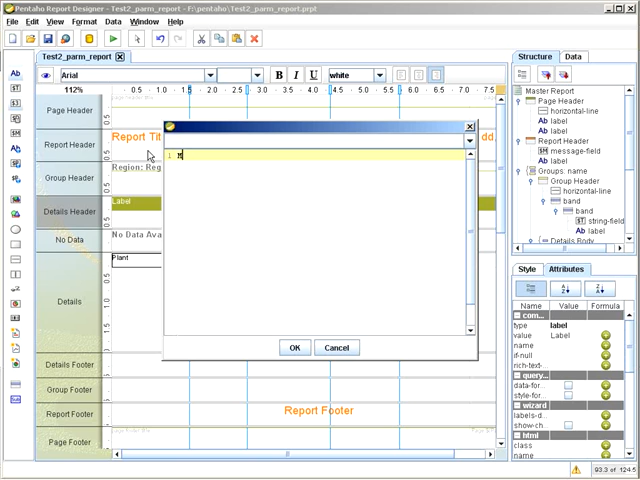 Pentaho Report Designer - Test2_parm_report - F:\pentaho\Test2_parm_report.prpt
File Edit View Format Data Window Help
Test2_parm_report
Arial B I U white
112% 0.5 1.0 1.5 2.0 2.5 3.0 3.5 4.0 4.5 5.0 5.5 6.0 6.5 7.0 7.5
Page Header
Report Header
Report Tit
dd,
Group Header
Region: Reg
Details Header
Label
No Data
No Data Ava
Details
Plant
Details Footer
Group Footer
Report Footer
Report Footer
Page Footer
1 M
OK Cancel
Structure Data
Master Report
Page Header
horizontal-line
label
label
Report Header
message-field
label
Groups: name
Group Header
horizontal-line
band
band
string-field
label
Details Body
Style Attributes
Name Value Formula
com...
type label
value Label
name
if-null
rich-text-
query...
data-for...
style-for...
wizard
labels-d...
show-ch
html
class
name
93.3 of 124.5